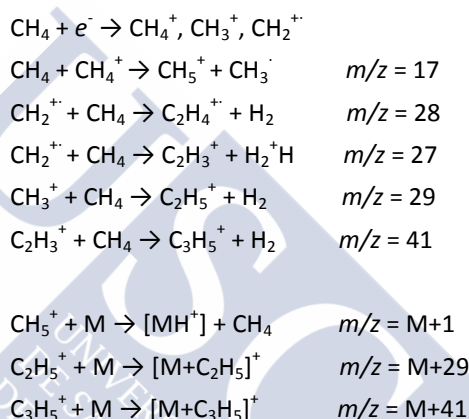 CH₄ + e⁻ → CH₄⁺, CH₃⁺, CH₂⁺·
CH₄ + CH₄⁺ → CH₅⁺ + CH₃· m/z = 17
CH₂⁺· + CH₄ → C₂H₄⁺· + H₂ m/z = 28
CH₂⁺· + CH₄ → C₂H₃⁺ + H₂⁺H m/z = 27
CH₃⁺ + CH₄ → C₂H₅⁺ + H₂ m/z = 29
C₂H₃⁺ + CH₄ → C₃H₅⁺ + H₂ m/z = 41
CH₅⁺ + M → [MH⁺] + CH₄ m/z = M+1
C₂H₅⁺ + M → [M+C₂H₅]⁺ m/z = M+29
C₃H₅⁺ + M → [M+C₃H₅]⁺ m/z = M+41
USC